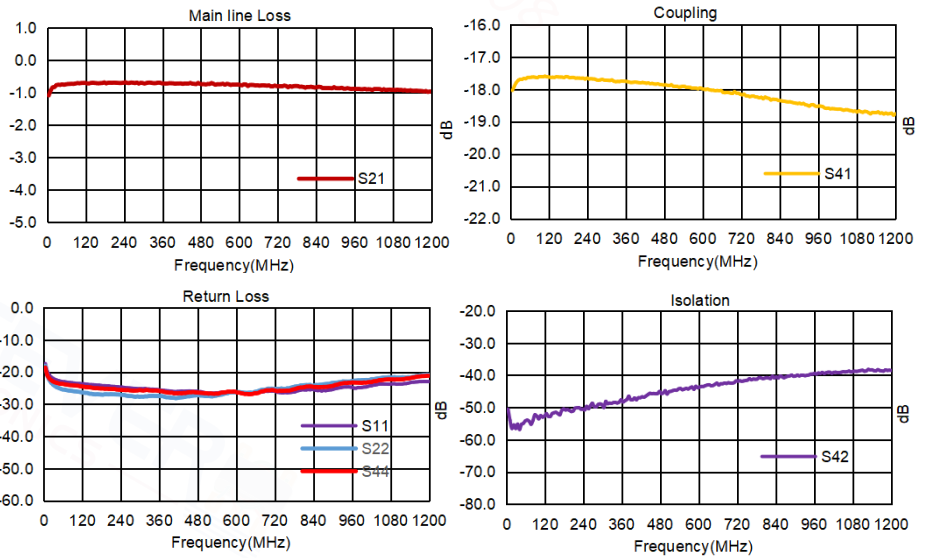 Main line Loss
1.0
0.0
-1.0
-2.0
-3.0
-4.0
-5.0
dB
S21
0 120 240 360 480 600 720 840 960 1080 1200
Frequency(MHz)
Coupling
-16.0
-17.0
-18.0
-19.0
-20.0
-21.0
-22.0
dB
S41
0 120 240 360 480 600 720 840 960 1080 1200
Frequency(MHz)
Return Loss
0.0
-10.0
-20.0
-30.0
-40.0
-50.0
-60.0
dB
S11
S22
S44
0 120 240 360 480 600 720 840 960 1080 1200
Frequency(MHz)
Isolation
-20.0
-30.0
-40.0
-50.0
-60.0
-70.0
-80.0
dB
S42
0 120 240 360 480 600 720 840 960 1080 1200
Frequency(MHz)